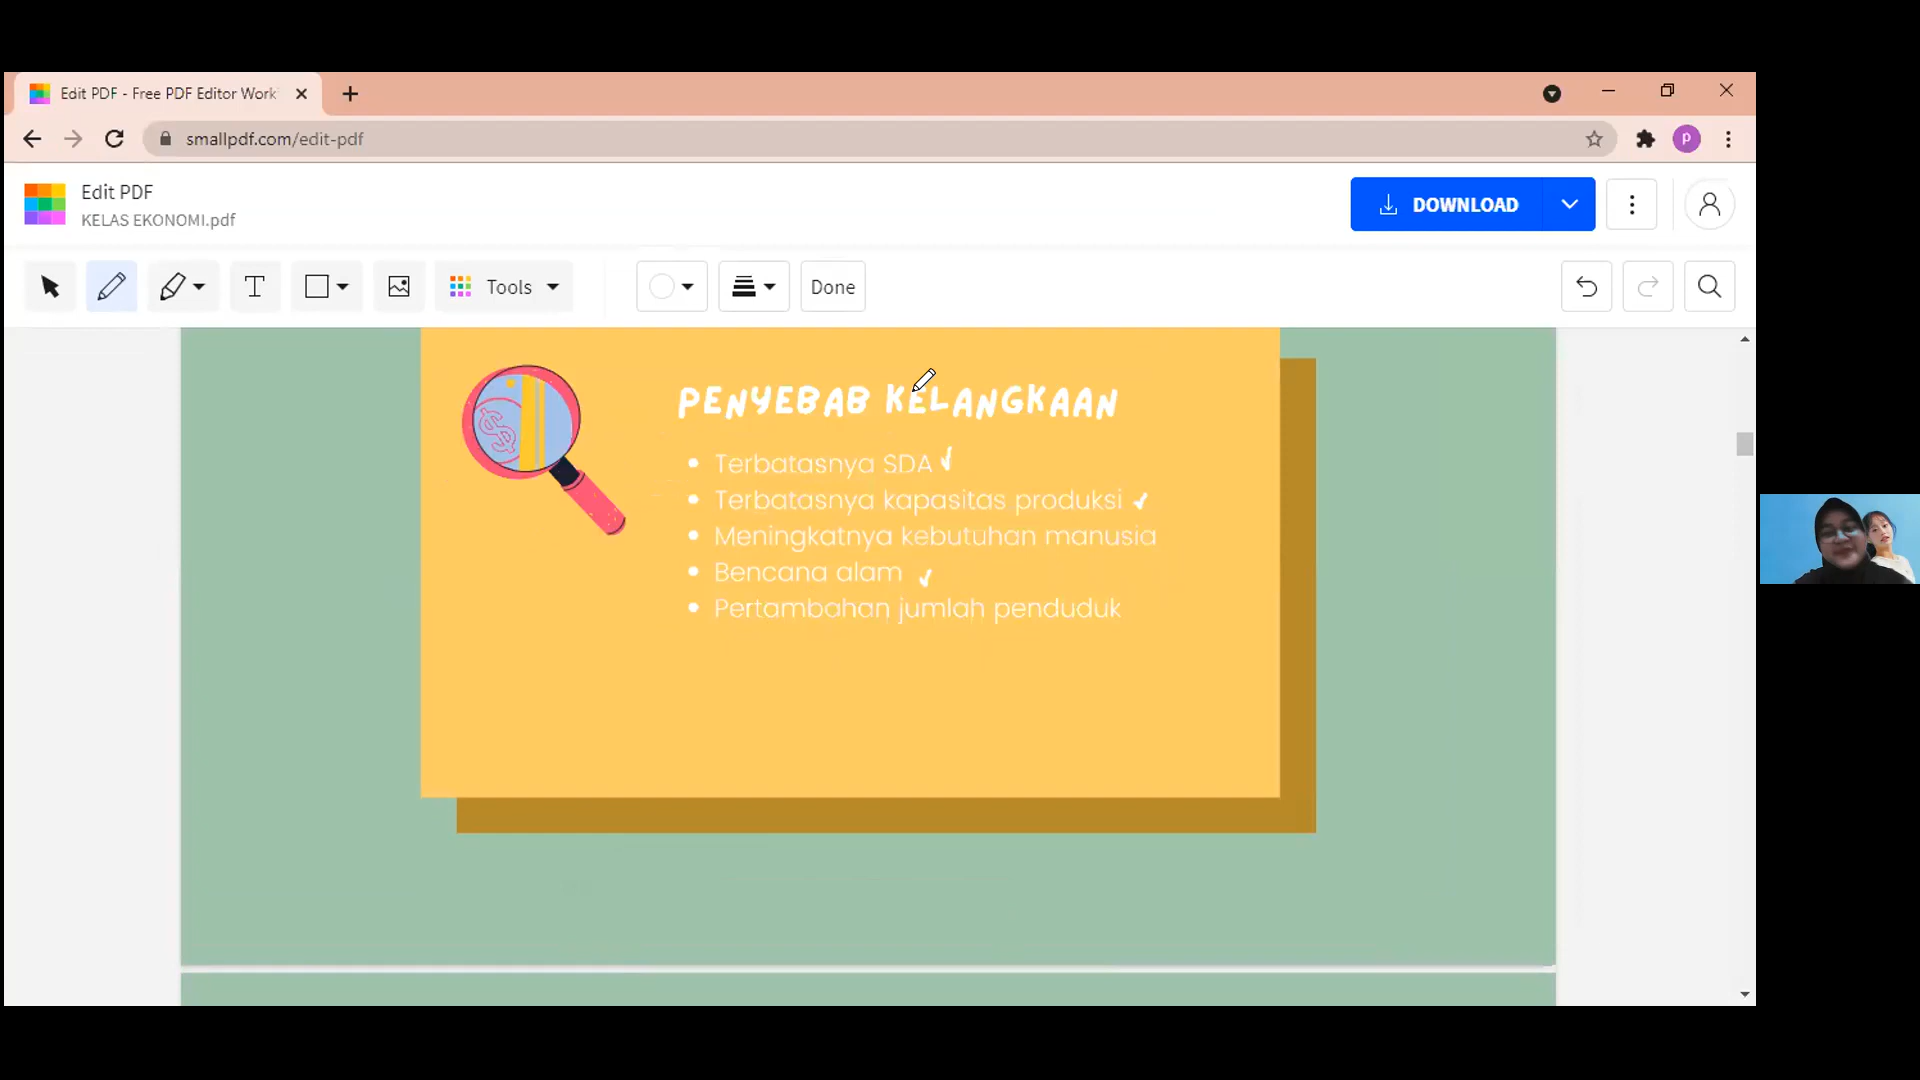 Edit PDF - Free PDF Editor Work
smallpdf.com/edit-pdf
P
Edit PDF
KELAS EKONOMI.pdf
DOWNLOAD
T
Tools
Done
PENYEBAB KELANGKAAN
• Terbatasnya SDA
• Terbatasnya kapasitas produksi
• Meningkatnya kebutuhan manusia
• Bencana alam
• Pertambahan jumlah penduduk